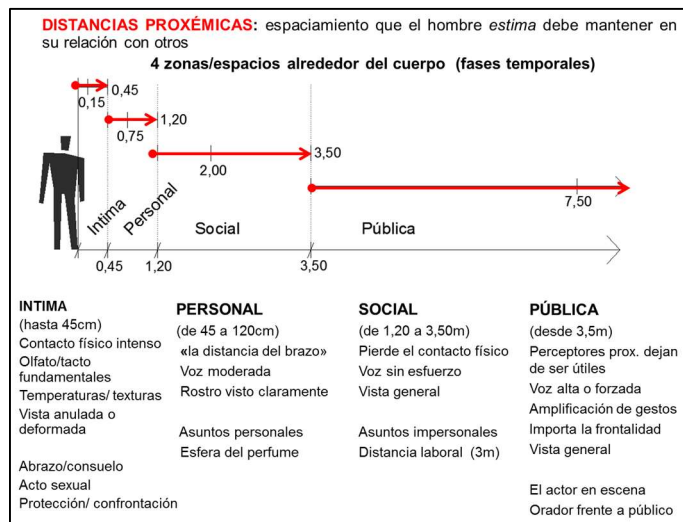 DISTANCIAS PROXÉMICAS: espaciamiento que el hombre estima debe mantener en
su relación con otros
4 zonas/espacios alrededor del cuerpo (fases temporales)
0,15
0,45
0,75
1,20
2,00
3,50
7,50
Intima
Personal
Social
Pública
0,45
1,20
3,50
INTIMA
(hasta 45cm)
Contacto físico intenso
Olfato/tacto
fundamentales
Temperaturas/ texturas
Vista anulada o
deformada
Abrazo/consuelo
Acto sexual
Protección/ confrontación
PERSONAL
(de 45 a 120cm)
«la distancia del brazo»
Voz moderada
Rostro visto claramente
Asuntos personales
Esfera del perfume
SOCIAL
(de 1,20 a 3,50m)
Pierde el contacto físico
Voz sin esfuerzo
Vista general
Asuntos impersonales
Distancia laboral (3m)
PÚBLICA
(desde 3,5m)
Perceptores prox. dejan
de ser útiles
Voz alta o forzada
Amplificación de gestos
Importa la frontalidad
Vista general
El actor en escena
Orador frente a público